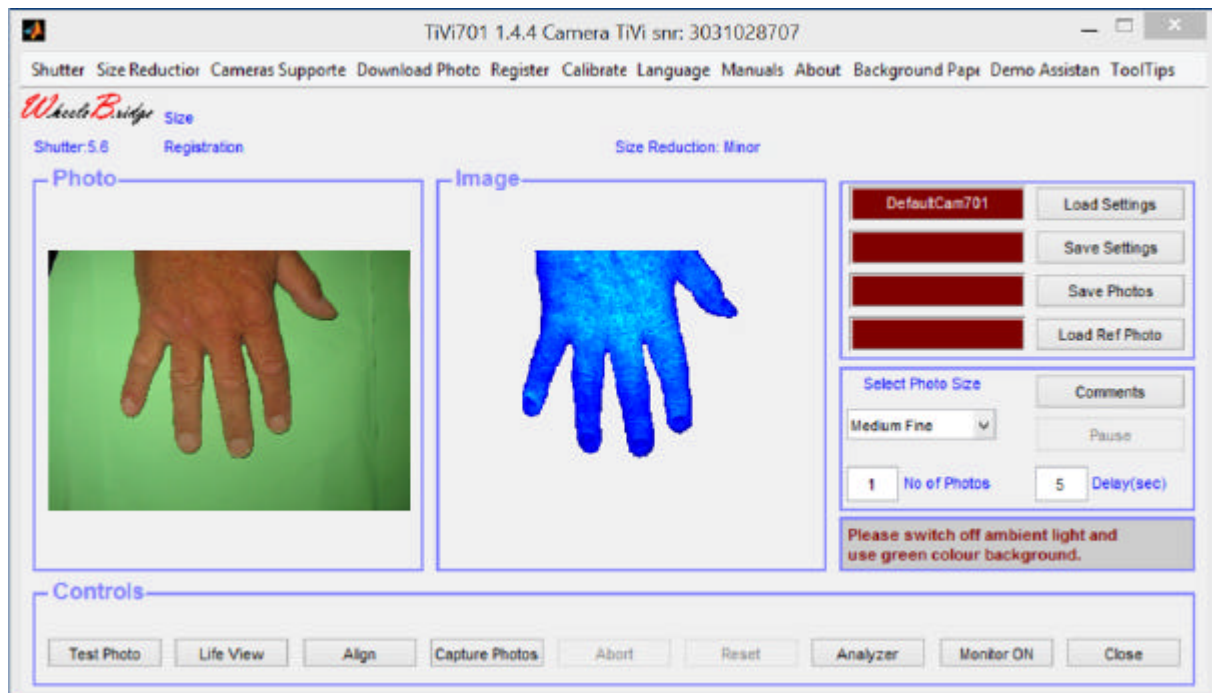 TiVi701 1.4.4 Camera TiVi snr: 3031028707
Shutter Size Reductior Cameras Supporte Download Photo Register Calibrate Language Manuals About Background Pape Demo Assistan ToolTips
WheelsBridge Size
Shutter:5.6 Registration Size Reduction: Minor
Photo Image
DefaultCam701 Load Settings
Save Settings
Save Photos
Load Ref Photo
Select Photo Size Comments
Medium Fine Pause
1 No of Photos 5 Delay(sec)
Please switch off ambient light and
use green colour background.
Controls
Test Photo Life View Align Capture Photos Abort Reset Analyzer Monitor ON Close